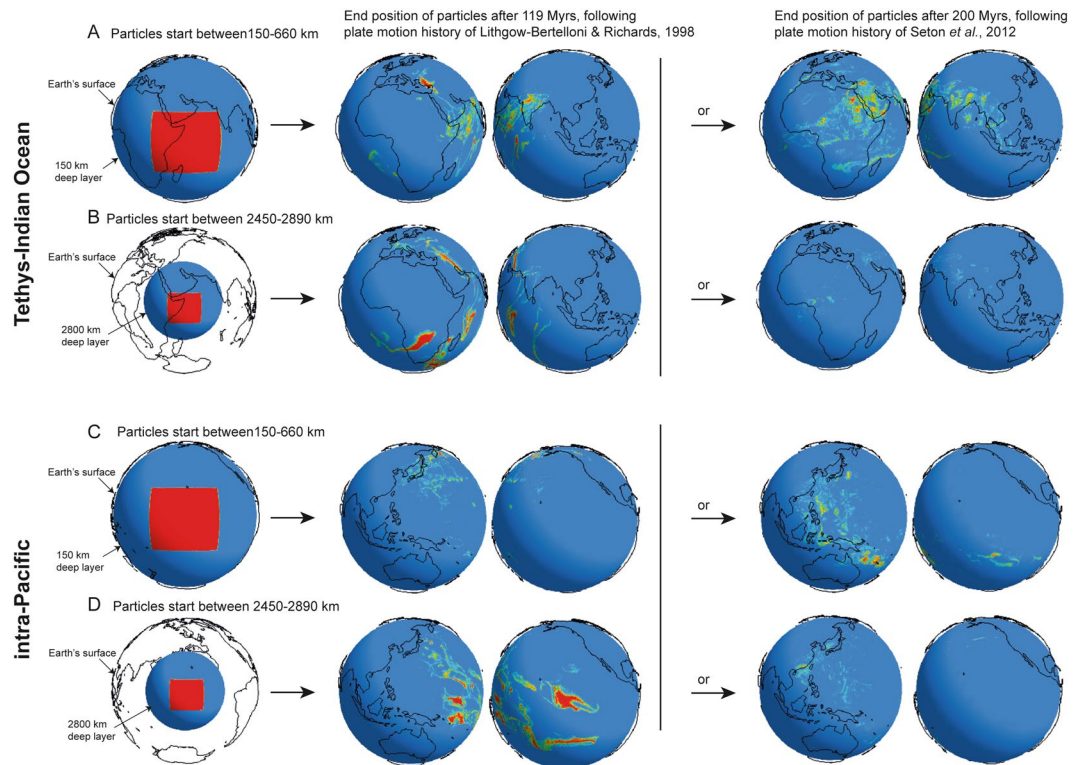 A Particles start between150-660 km
End position of particles after 119 Myrs, following
plate motion history of Lithgow-Bertelloni & Richards, 1998
End position of particles after 200 Myrs, following
plate motion history of Seton et al., 2012
Tethys-Indian Ocean
Earth's surface
150 km
deep layer
or
B Particles start between 2450-2890 km
Earth's surface
2800 km
deep layer
or
intra-Pacific
C Particles start between150-660 km
Earth's surface
150 km
deep layer
or
D Particles start between 2450-2890 km
Earth's surface
2800 km
deep layer
or